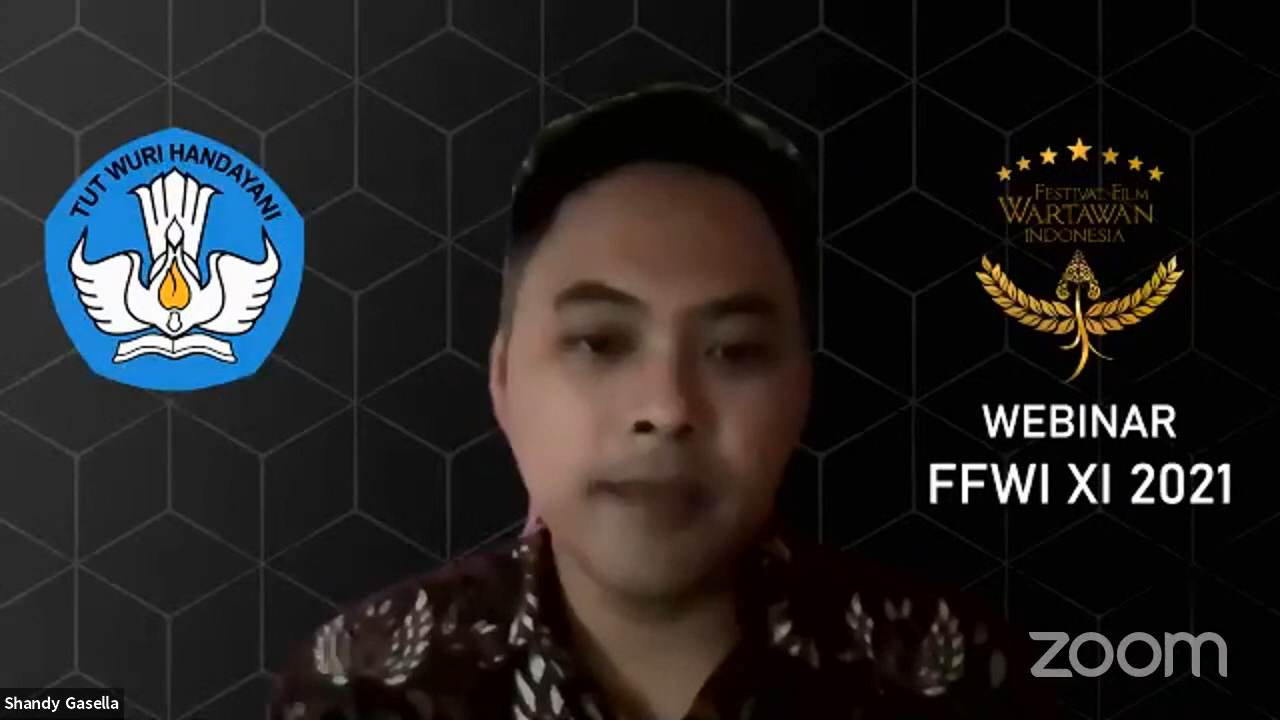 TUT WURI HANDAYANI
FESTIVAL FILM
WARTAWAN
INDONESIA
WEBINAR
FFWI XI 2021
zoom
Shandy Gasella